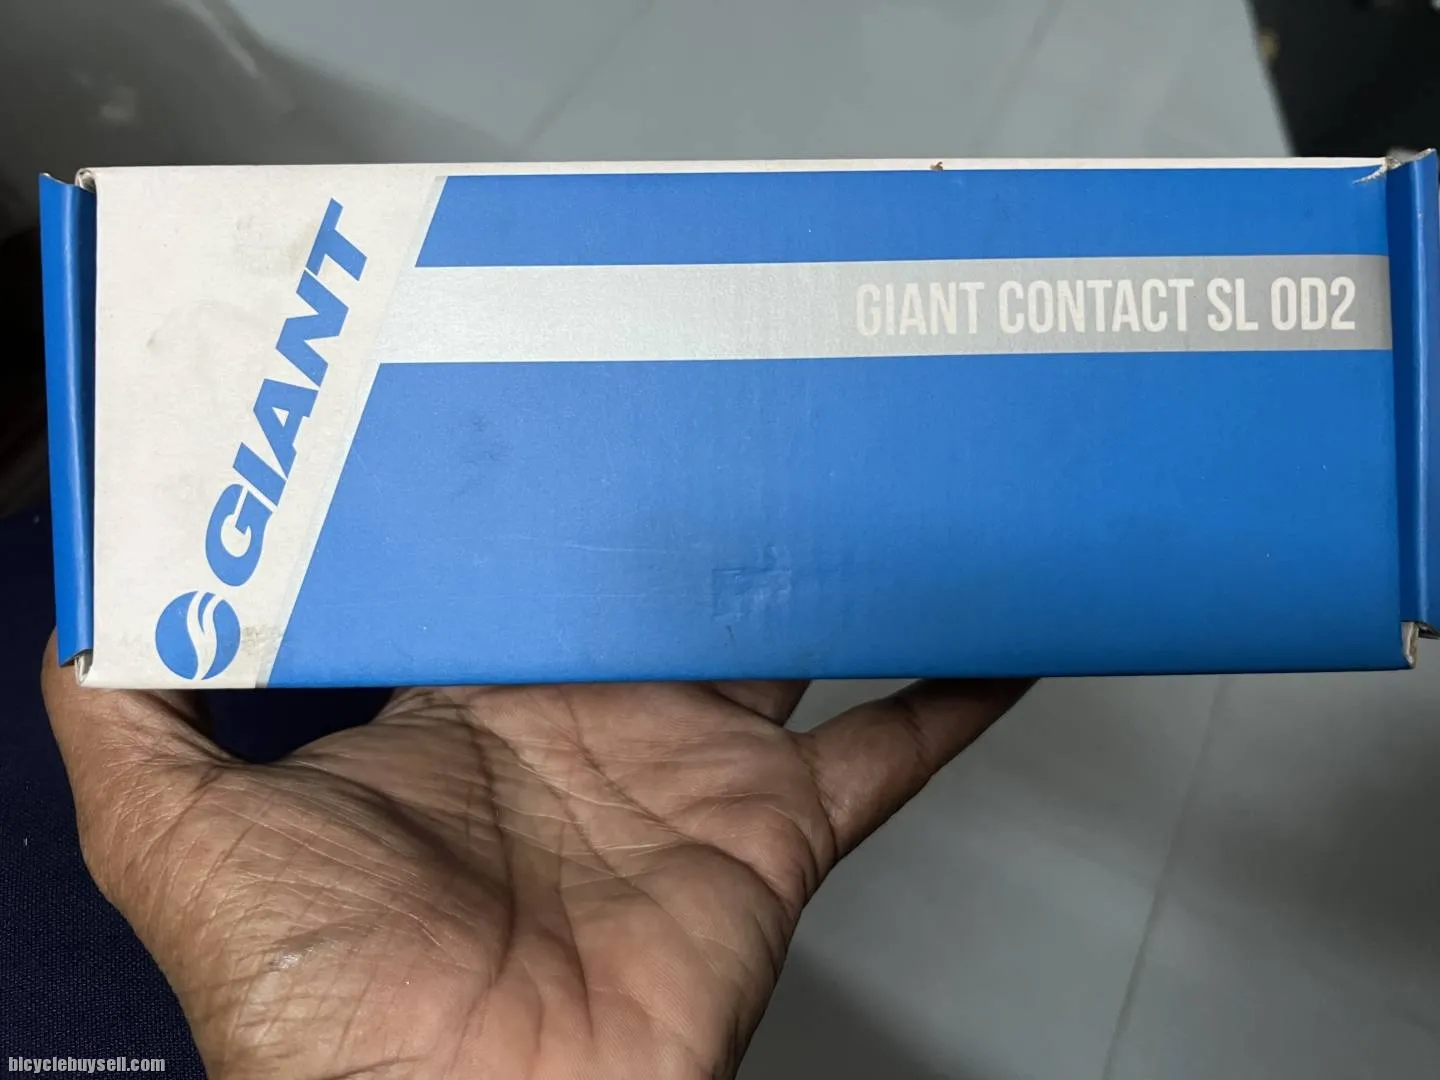 GIANT
GIANT CONTACT SL OD2
bicyclebuysell.com